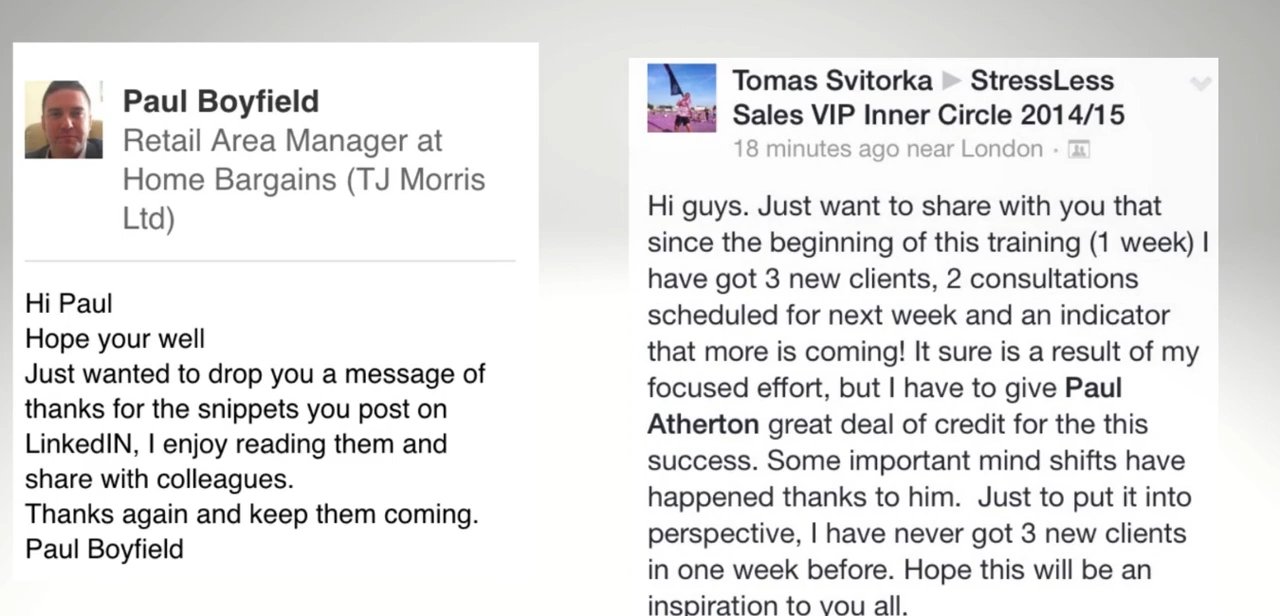 Paul Boyfield
Retail Area Manager at
Home Bargains (TJ Morris
Ltd)
Hi Paul
Hope your well
Just wanted to drop you a message of
thanks for the snippets you post on
LinkedIN, I enjoy reading them and
share with colleagues.
Thanks again and keep them coming.
Paul Boyfield
Tomas Svitorka ▶ StressLess
Sales VIP Inner Circle 2014/15
18 minutes ago near London ·
Hi guys. Just want to share with you that
since the beginning of this training (1 week) I
have got 3 new clients, 2 consultations
scheduled for next week and an indicator
that more is coming! It sure is a result of my
focused effort, but I have to give Paul
Atherton great deal of credit for the this
success. Some important mind shifts have
happened thanks to him.  Just to put it into
perspective, I have never got 3 new clients
in one week before. Hope this will be an
inspiration to you all.